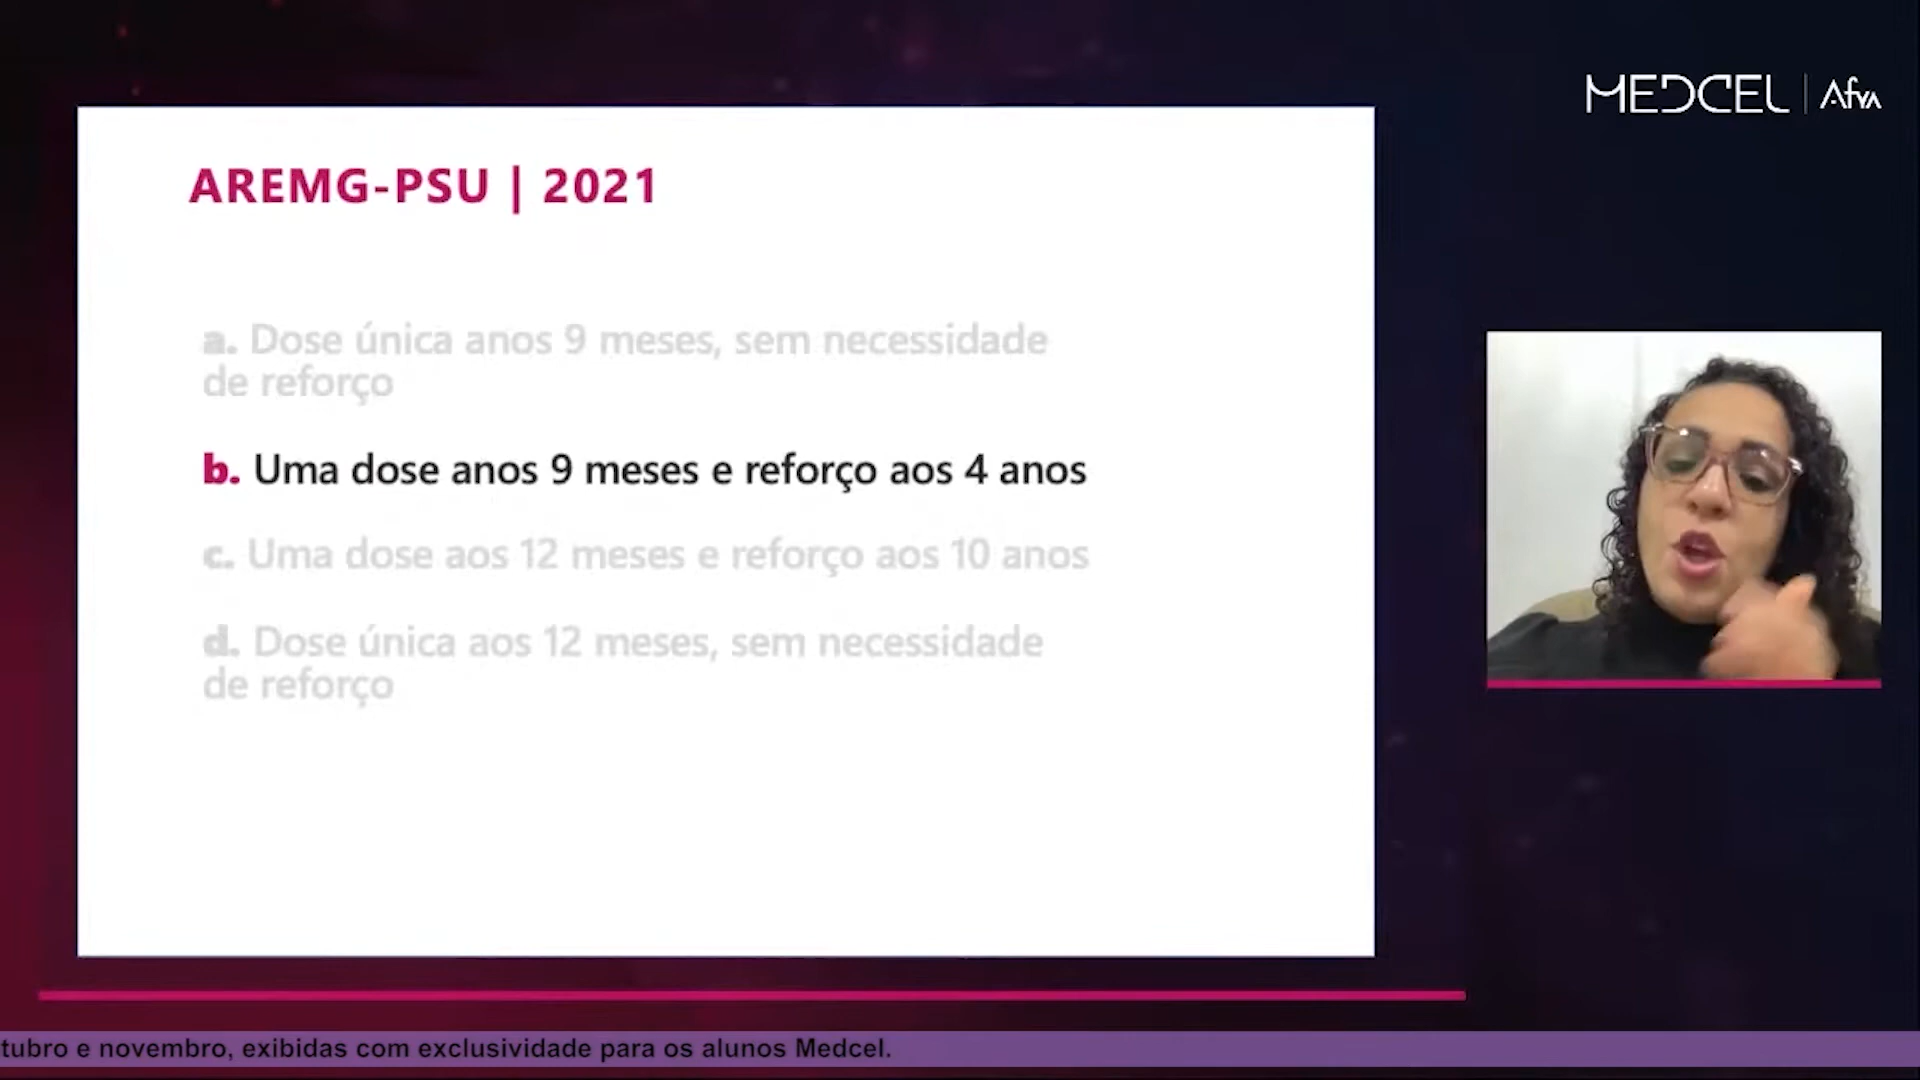 MEDCEL | Afya
AREMG-PSU | 2021
a. Dose única anos 9 meses, sem necessidade
de reforço
b. Uma dose anos 9 meses e reforço aos 4 anos
c. Uma dose aos 12 meses e reforço aos 10 anos
d. Dose única aos 12 meses, sem necessidade
de reforço
tubro e novembro, exibidas com exclusividade para os alunos Medcel.